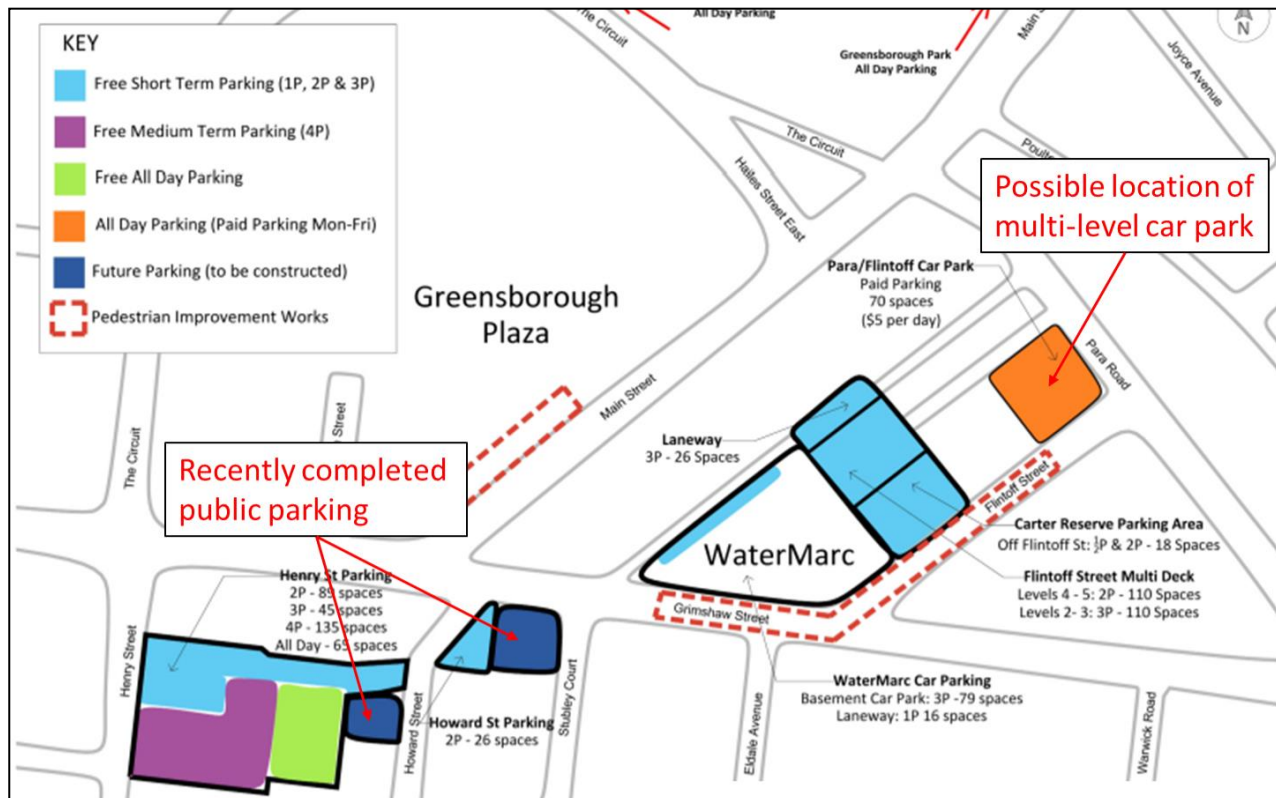 KEY
Free Short Term Parking (1P, 2P & 3P)
Free Medium Term Parking (4P)
Free All Day Parking
All Day Parking (Paid Parking Mon-Fri)
Future Parking (to be constructed)
Pedestrian Improvement Works
The Circuit
All Day Parking
Greensborough Park
All Day Parking
Main Street
N
Joyce Avenue
The Circuit
Hailes Street East
Possible location of
multi-level car park
Greensborough
Plaza
Para/Flintoff Car Park
Paid Parking
70 spaces
($5 per day)
Para Road
Main Street
The Circuit
Street
Laneway
3P - 26 Spaces
Recently completed
public parking
WaterMarc
Flintoff Street
Carter Reserve Parking Area
Off Flintoff St: ½P & 2P - 18 Spaces
Flintoff Street Multi Deck
Levels 4 - 5: 2P - 110 Spaces
Levels 2- 3: 3P - 110 Spaces
Grimshaw Street
Henry St Parking
2P - 89 spaces
3P - 45 spaces
4P - 135 spaces
All Day - 65 spaces
Henry Street
Howard Street
Howard St Parking
2P - 26 spaces
Stubley Court
WaterMarc Car Parking
Basement Car Park: 3P -79 spaces
Laneway: 1P 16 spaces
Eldale Avenue
Warwick Road